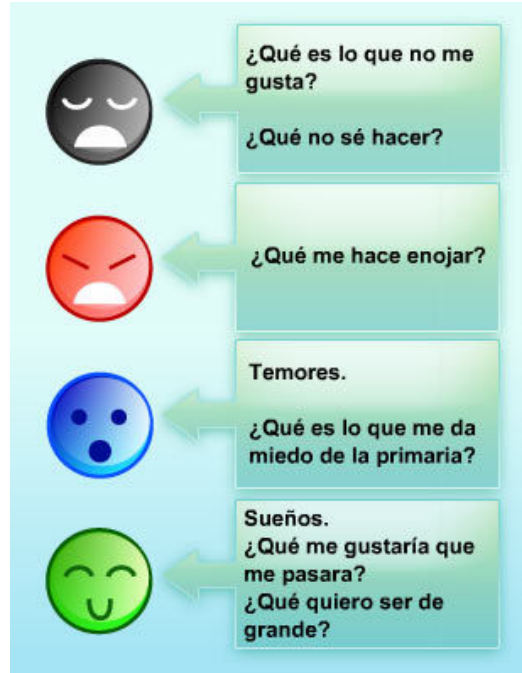 ¿Qué es lo que no me
gusta?
¿Qué no sé hacer?
¿Qué me hace enojar?
Temores.
¿Qué es lo que me da
miedo de la primaria?
Sueños.
¿Qué me gustaría que
me pasara?
¿Qué quiero ser de
grande?